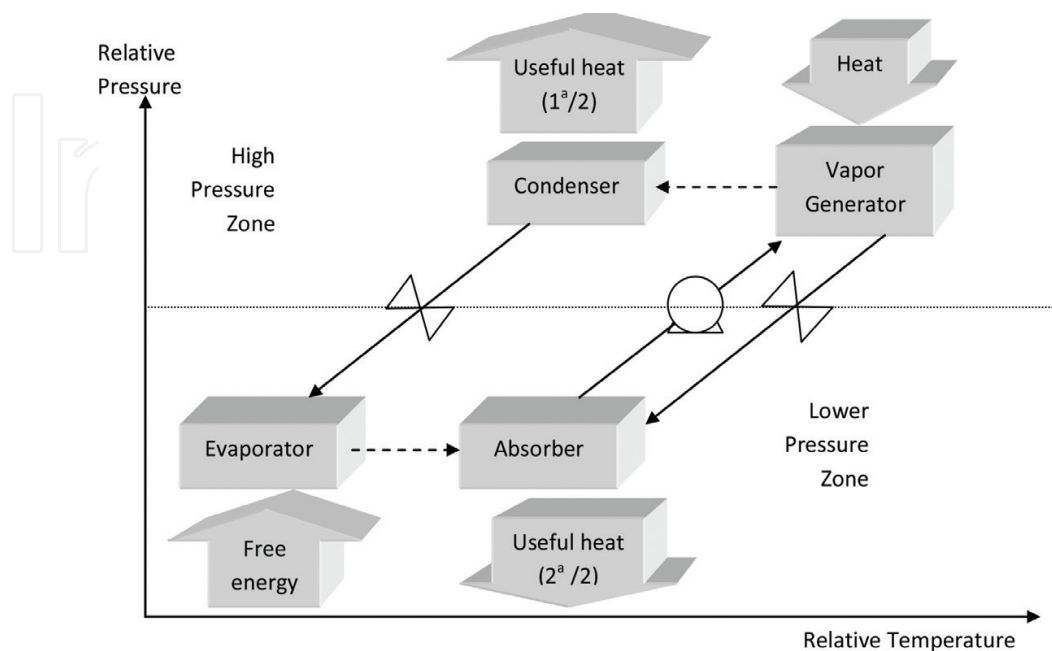 Relative
Pressure
Useful heat
(1ª/2)
Heat
High
Pressure
Zone
Condenser
Vapor
Generator
Evaporator
Absorber
Lower
Pressure
Zone
Free
energy
Useful heat
(2ª /2)
Relative Temperature